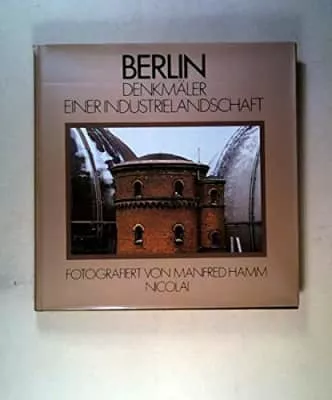 BERLIN
DENKMÄLER
EINER INDUSTRIELANDSCHAFT
FOTOGRAFIERT VON MANFRED HAMM
NICOLAI